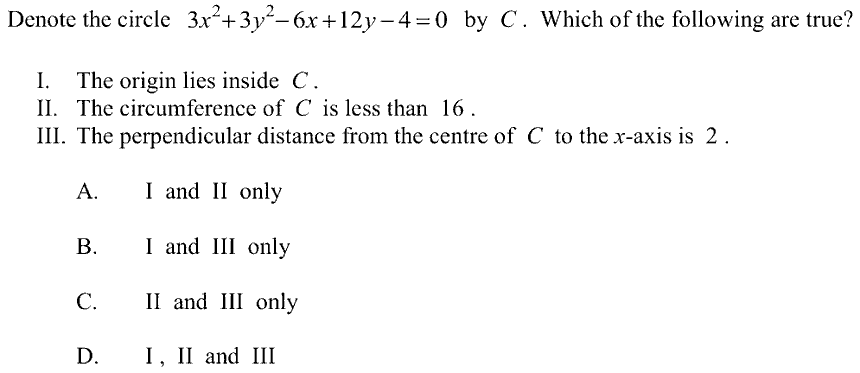 Denote the circle 3x²+3y²−6x+12y−4=0 by C. Which of the following are true?
I. The origin lies inside C.
II. The circumference of C is less than 16.
III. The perpendicular distance from the centre of C to the x-axis is 2.
A. I and II only
B. I and III only
C. II and III only
D. I, II and III